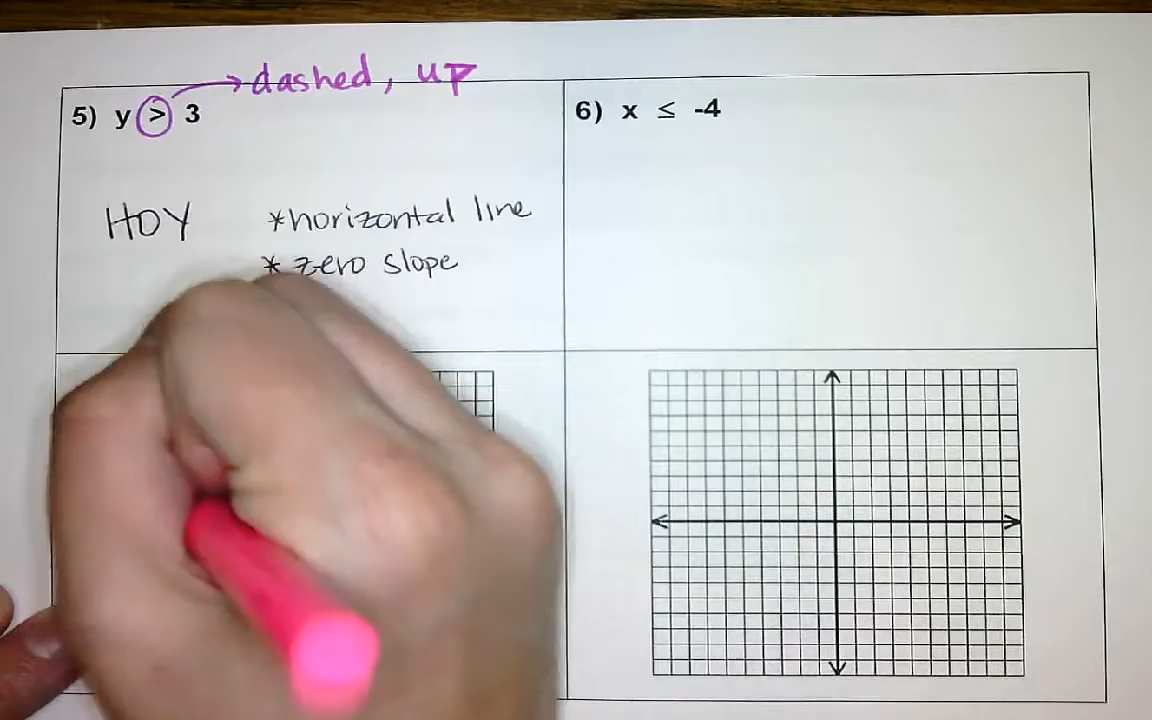 dashed, up
5) y > 3
HOY
*horizontal line
* zero slope
6) x ≤ -4